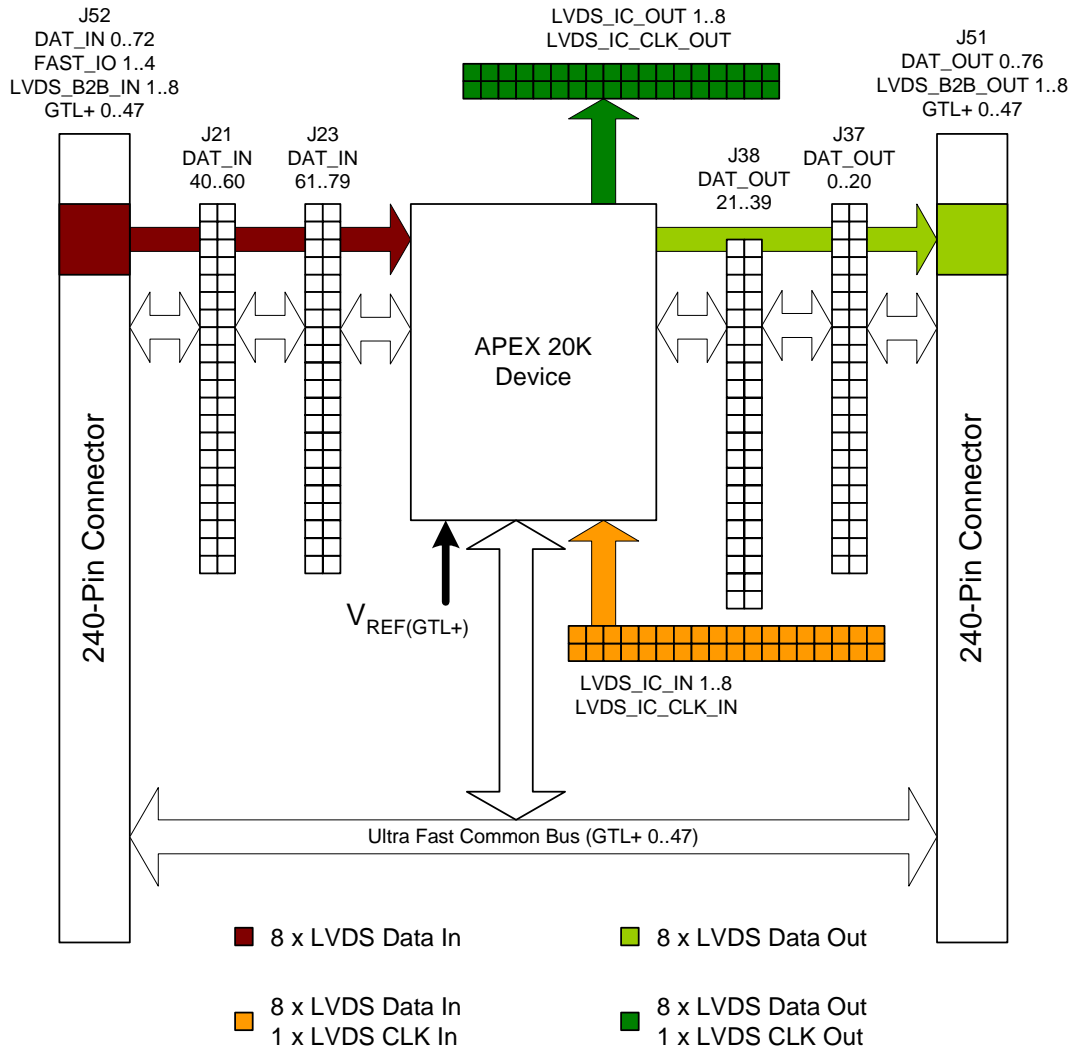 J52
DAT_IN 0..72
FAST_IO 1..4
LVDS_B2B_IN 1..8
GTL+ 0..47
LVDS_IC_OUT 1..8
LVDS_IC_CLK_OUT
J51
DAT_OUT 0..76
LVDS_B2B_OUT 1..8
GTL+ 0..47
J21
DAT_IN
40..60
J23
DAT_IN
61..79
J38
DAT_OUT
21..39
J37
DAT_OUT
0..20
APEX 20K
Device
240-Pin Connector
240-Pin Connector
VREF(GTL+)
LVDS_IC_IN 1..8
LVDS_IC_CLK_IN
Ultra Fast Common Bus (GTL+ 0..47)
8 x LVDS Data In
8 x LVDS Data Out
8 x LVDS Data In
1 x LVDS CLK In
8 x LVDS Data Out
1 x LVDS CLK Out